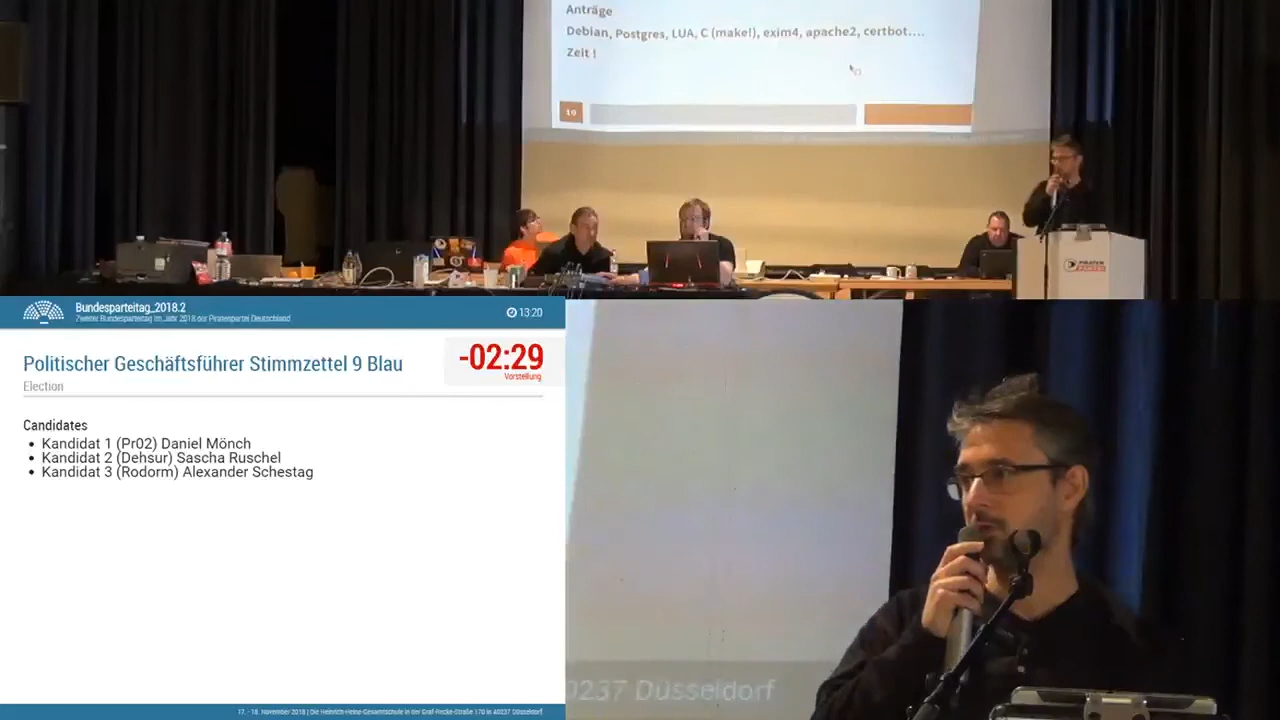 Anträge
Debian, Postgres, LUA, C (make!), exim4, apache2, certbot....
Zeit !
10
PIRATEN
PARTEI
Bundesparteitag_2018.2
Zweiter Bundesparteitag im Jahr 2018 der Piratenpartei Deutschland
13:20
Politischer Geschäftsführer Stimmzettel 9 Blau
Election
-02:29
Vorstellung
Candidates
Kandidat 1 (Pr02) Daniel Mönch
Kandidat 2 (Dehsur) Sascha Ruschel
Kandidat 3 (Rodorm) Alexander Schestag
17. - 18. November 2018 | Die Heinrich-Heine-Gesamtschule in der Graf-Recke-Straße 170 in 40237 Düsseldorf
0237 Düsseldorf